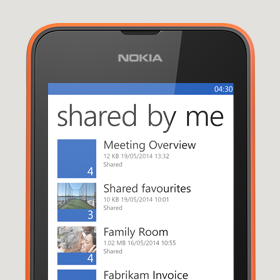 NOKIA
04:30
shared by me
Meeting Overview
12 KB 19/05/2014 13:32
Shared
4
Shared favourites
10 KB 19/05/2014 10:01
Shared
3
Family Room
1.02 MB 16/05/2014 10:55
Shared
4
Fabrikam Invoice